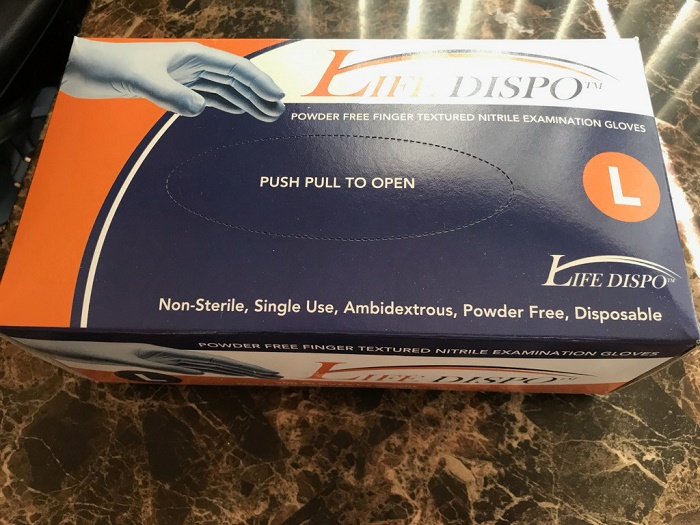 LIFE DISPO™
POWDER FREE FINGER TEXTURED NITRILE EXAMINATION GLOVES
PUSH PULL TO OPEN
L
LIFE DISPO™
Non-Sterile, Single Use, Ambidextrous, Powder Free, Disposable
POWDER FREE FINGER TEXTURED NITRILE EXAMINATION GLOVES
L
LIFE DISPO™